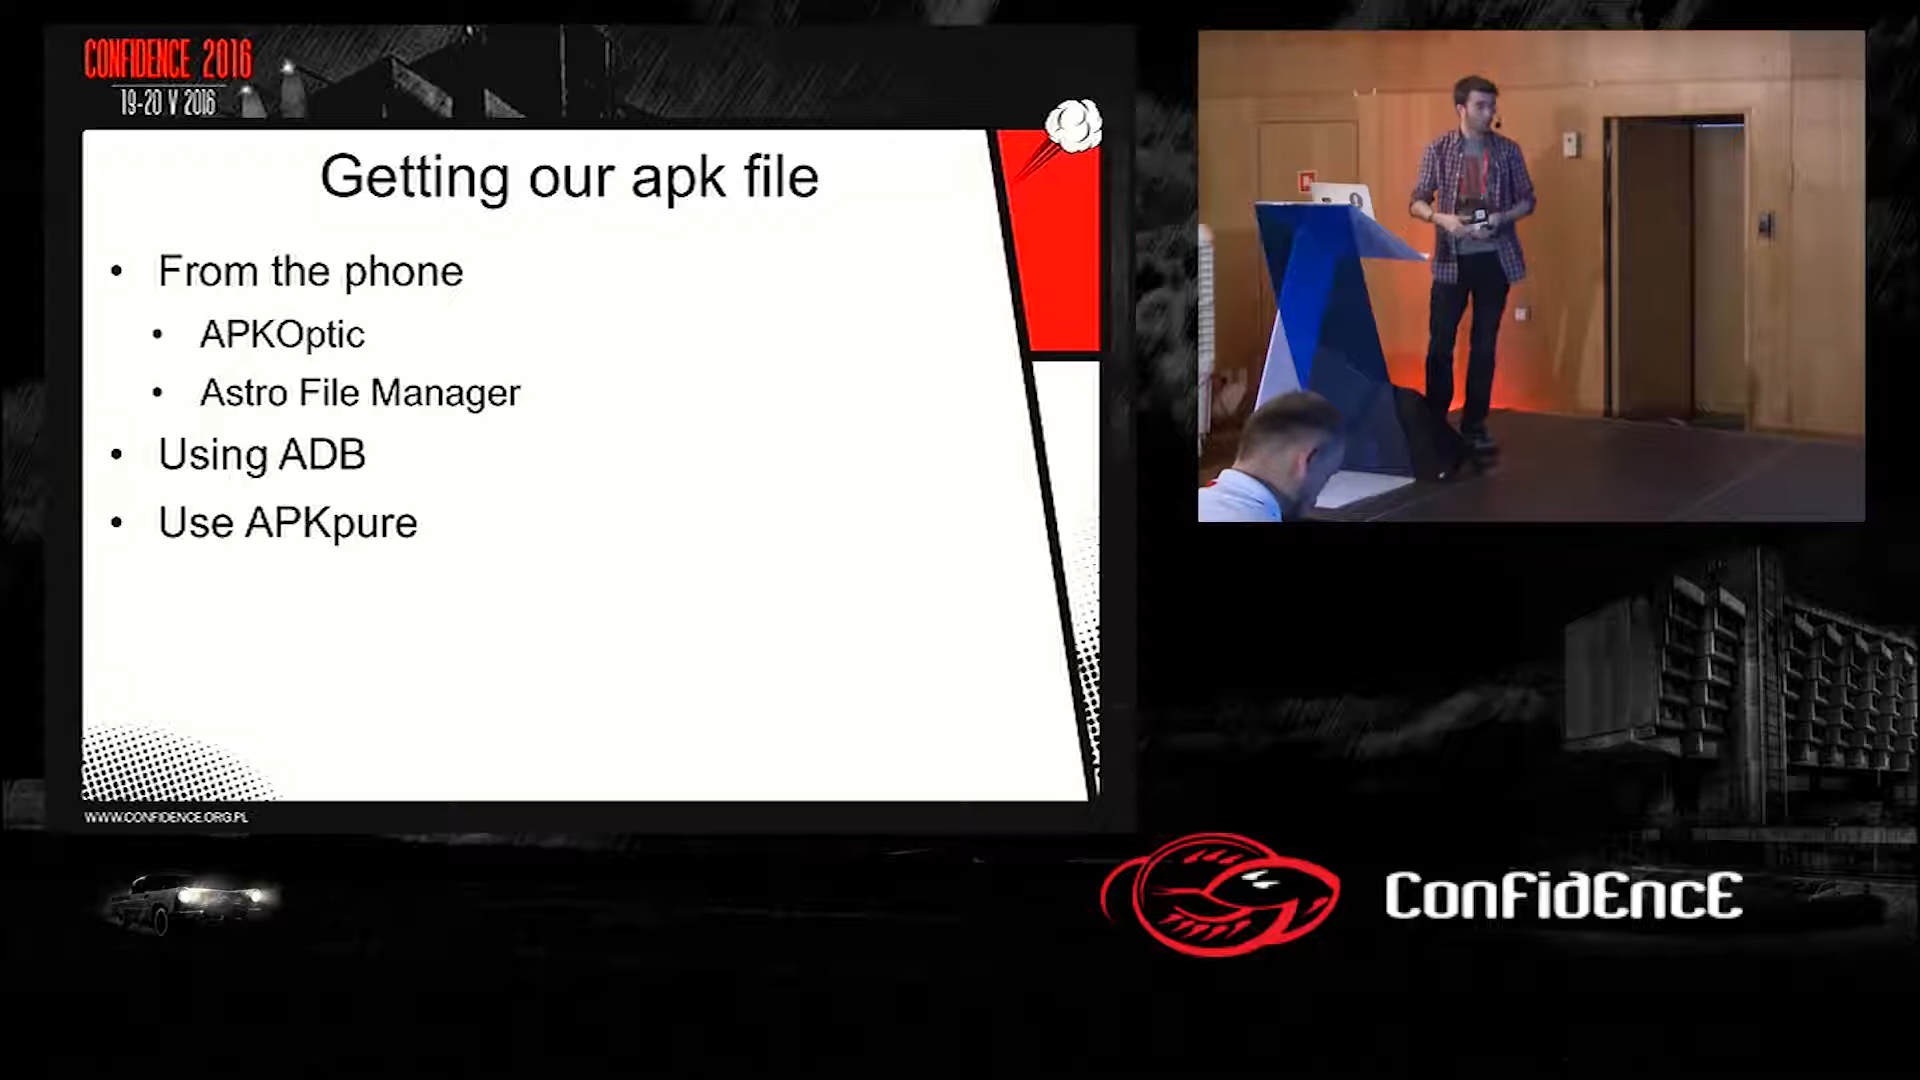 CONFIDENCE 2016
19-20 V 2016
Getting our apk file
• From the phone
• APKOptic
• Astro File Manager
• Using ADB
• Use APKpure
WWW.CONFIDENCE.ORG.PL
ConFidEncE